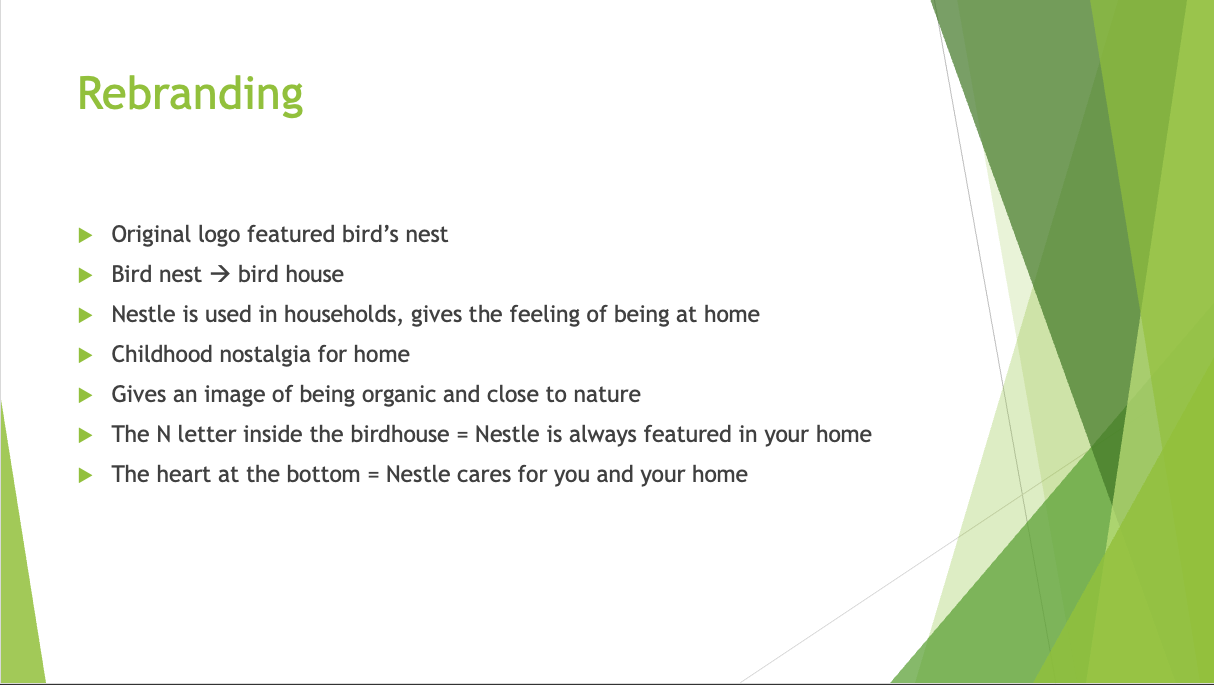 Rebranding
Original logo featured bird’s nest
Bird nest → bird house
Nestle is used in households, gives the feeling of being at home
Childhood nostalgia for home
Gives an image of being organic and close to nature
The N letter inside the birdhouse = Nestle is always featured in your home
The heart at the bottom = Nestle cares for you and your home